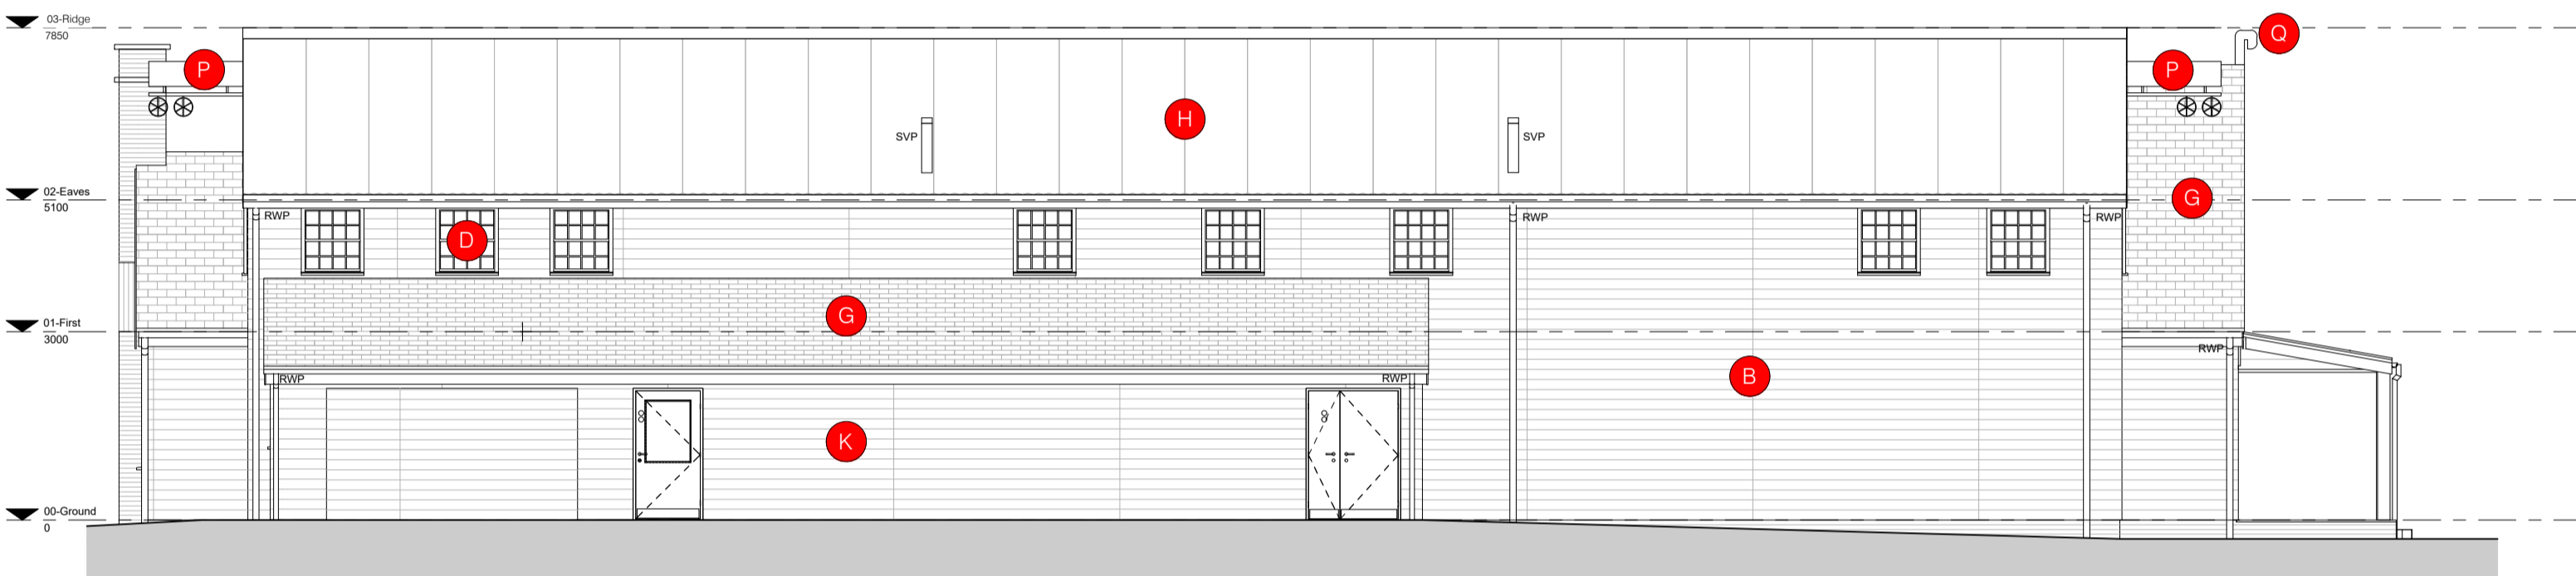 03-Ridge
7850
Q
P
P
H
SVP
SVP
02-Eaves
5100
G
RWP
RWP
RWP
D
G
01-First
3000
RWP
RWP
RWP
B
K
00-Ground
0